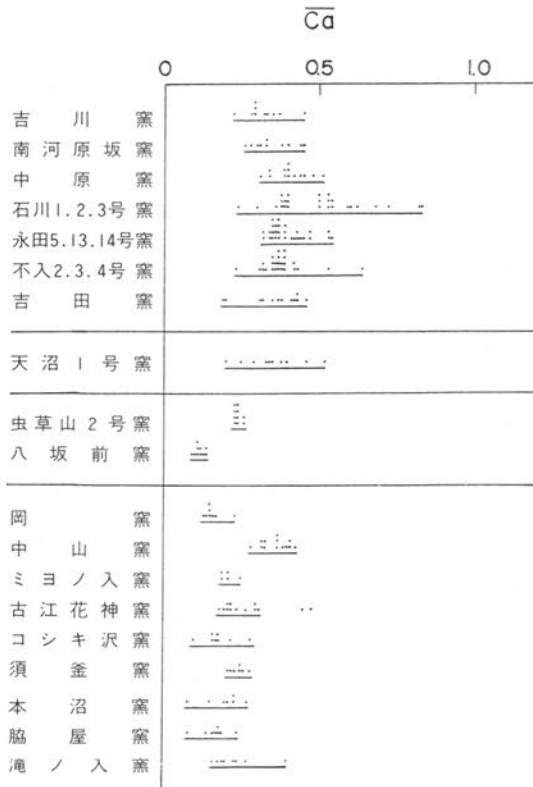 Ca
0 0.5 1.0
吉川窯
南河原坂窯
中原窯
石川1.2.3号窯
永田5.13.14号窯
不入2.3.4号窯
吉田窯
天沼1号窯
虫草山2号窯
八坂前窯
岡窯
中山窯
ミヨノ入窯
古江花神窯
コシキ沢窯
須釜窯
本沼窯
脇屋窯
滝ノ入窯